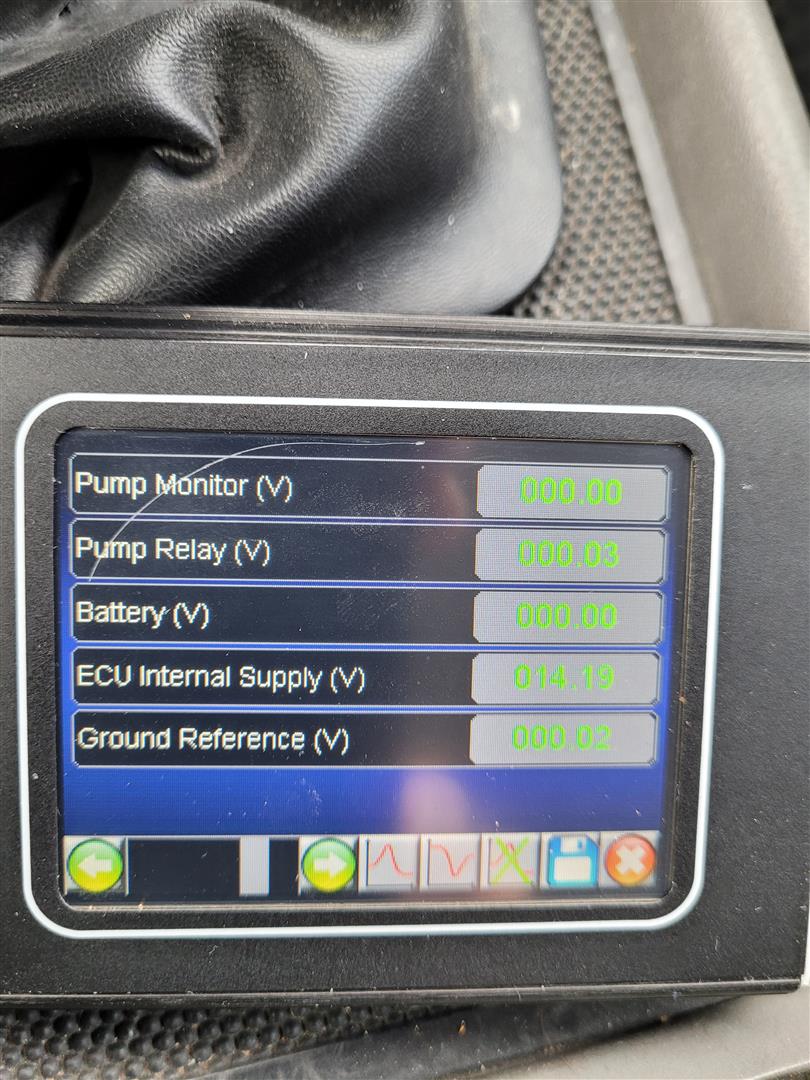 Pump Monitor (V) 000.00
Pump Relay (V) 000.03
Battery (V) 000.00
ECU Internal Supply (V) 014.19
Ground Reference (V) 000.02